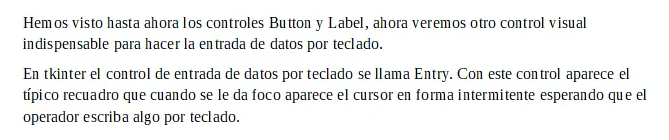 Hemos visto hasta ahora los controles Button y Label, ahora veremos otro control visual
indispensable para hacer la entrada de datos por teclado.
En tkinter el control de entrada de datos por teclado se llama Entry. Con este control aparece el
típico recuadro que cuando se le da foco aparece el cursor en forma intermitente esperando que el
operador escriba algo por teclado.